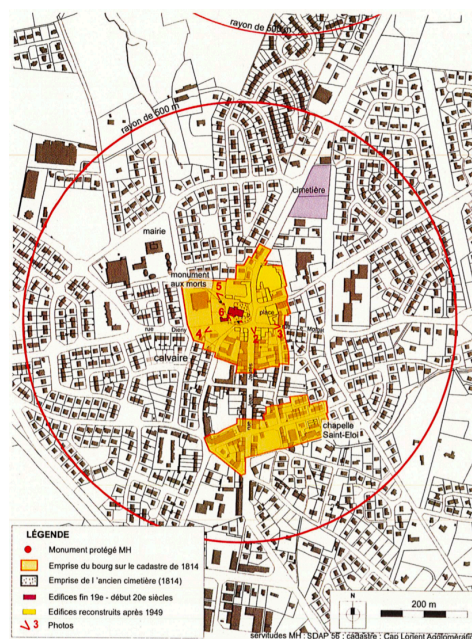 rayon de 500 m
rayon de 500 m
cimetière
mairie
monument
aux morts
5
place
6
rue
4
2
3
calvaire
chapelle
Saint-Eloi
LÉGENDE
Monument protégé MH
Emprise du bourg sur le cadastre de 1814
Emprise de l 'ancien cimetière (1814)
Edifices fin 19e - début 20e siècles
Edifices reconstruits après 1949
3 Photos
N
200 m
servitudes MH : SDAP 56 ; cadastre : Cap Lorient Agglomération